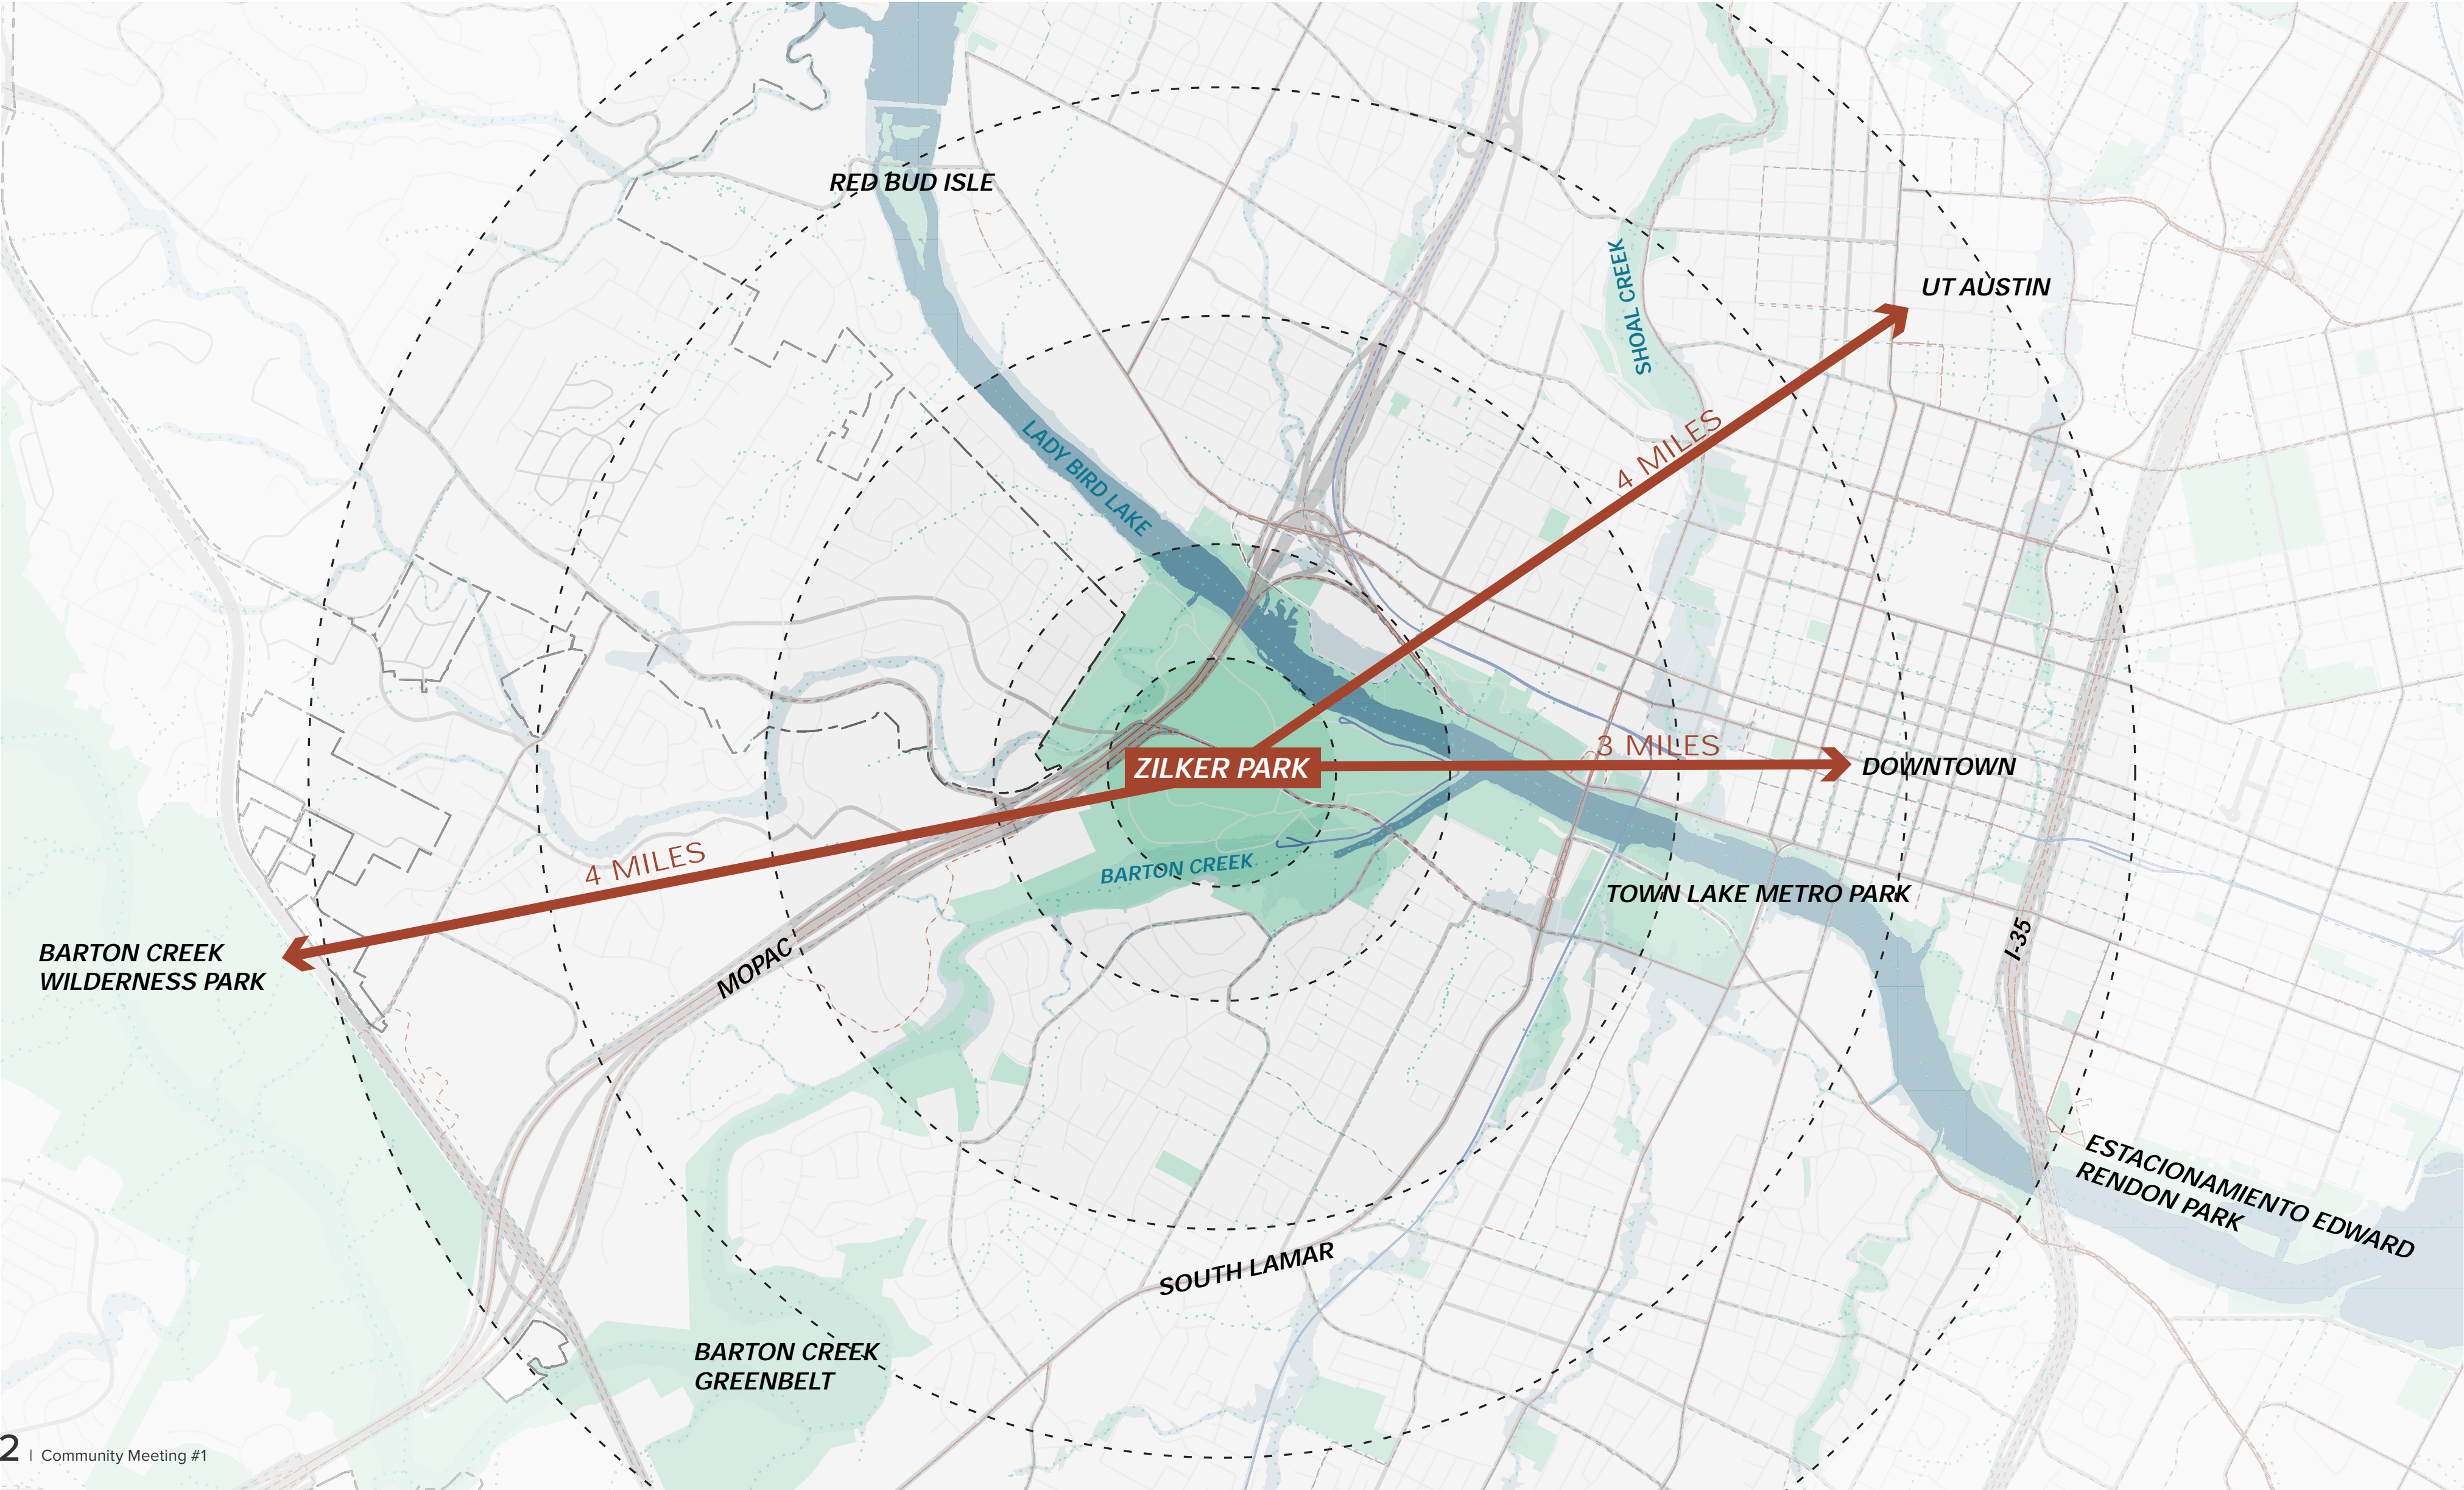 RED BUD ISLE
SHOAL CREEK
UT AUSTIN
LADY BIRD LAKE
4 MILES
ZILKER PARK
3 MILES
DOWNTOWN
4 MILES
BARTON CREEK
TOWN LAKE METRO PARK
BARTON CREEK
WILDERNESS PARK
MOPAC
I-35
ESTACIONAMIENTO EDWARD
RENDON PARK
SOUTH LAMAR
BARTON CREEK
GREENBELT
2 | Community Meeting #1